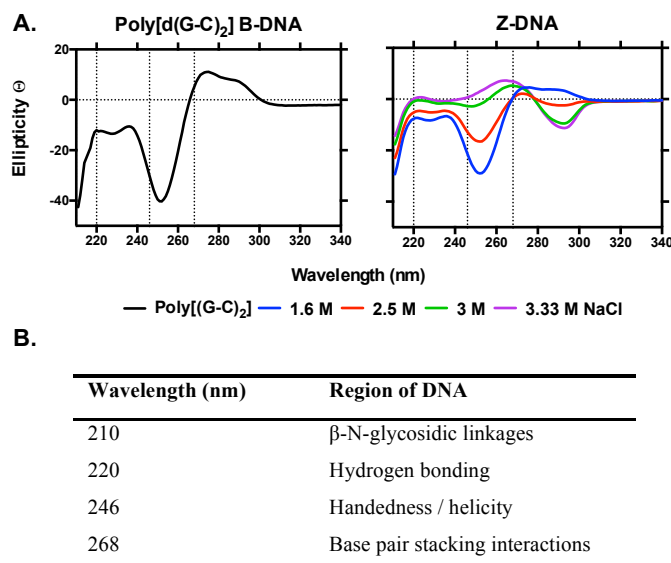 A.
Poly[d(G-C)2] B-DNA
Z-DNA
Ellipticity Θ
20
0
-20
-40
220 240 260 280 300 320 340
220 240 260 280 300 320 340
Wavelength (nm)
Poly[(G-C)2] 1.6 M 2.5 M 3 M 3.33 M NaCl
B.
Wavelength (nm) Region of DNA
210 β-N-glycosidic linkages
220 Hydrogen bonding
246 Handedness / helicity
268 Base pair stacking interactions